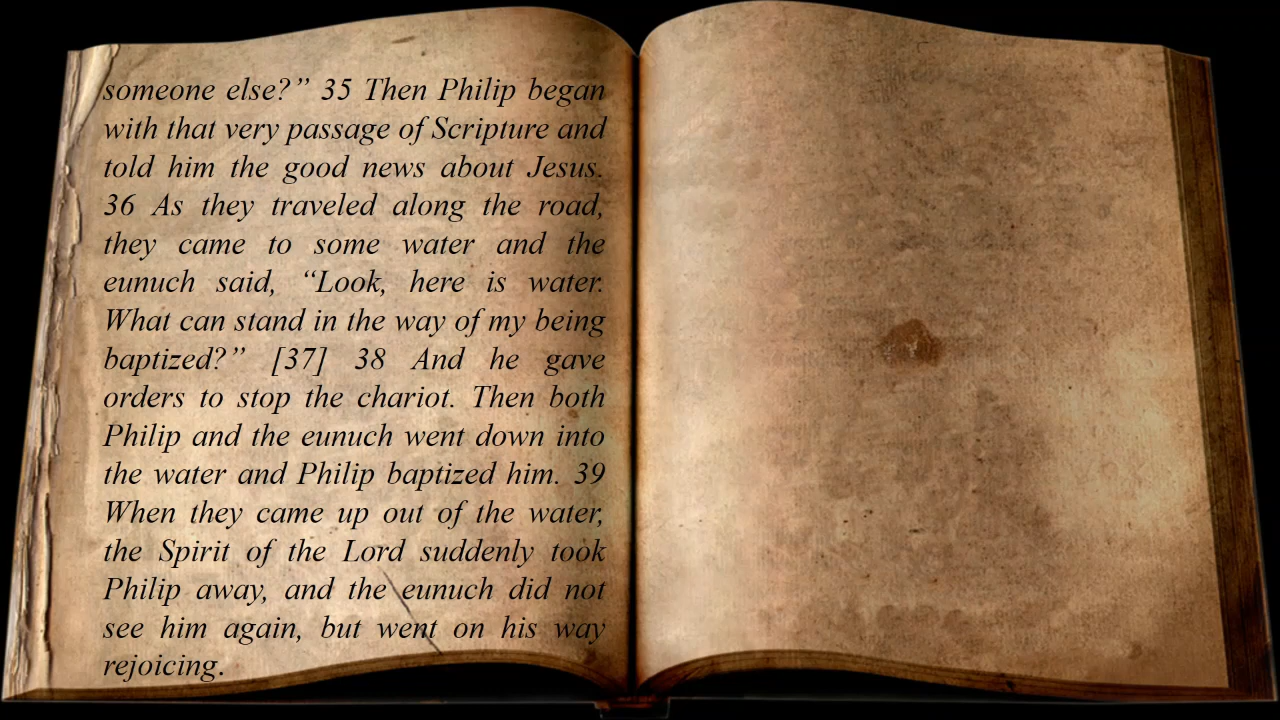 someone else?” 35 Then Philip began
with that very passage of Scripture and
told him the good news about Jesus.
36 As they traveled along the road,
they came to some water and the
eunuch said, “Look, here is water.
What can stand in the way of my being
baptized?” [37] 38 And he gave
orders to stop the chariot. Then both
Philip and the eunuch went down into
the water and Philip baptized him. 39
When they came up out of the water,
the Spirit of the Lord suddenly took
Philip away, and the eunuch did not
see him again, but went on his way
rejoicing.